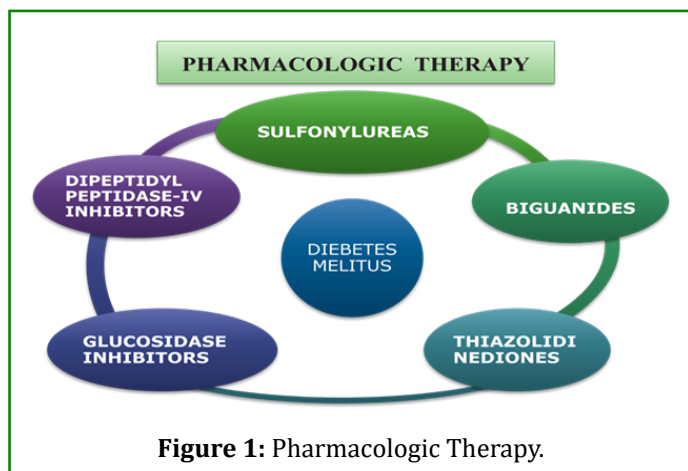 PHARMACOLOGIC THERAPY
SULFONYLUREAS
DIPEPTIDYL
PEPTIDASE-IV
INHIBITORS
BIGUANIDES
DIEBETES
MELITUS
GLUCOSIDASE
INHIBITORS
THIAZOLIDI
NEDIONES
Figure 1: Pharmacologic Therapy.